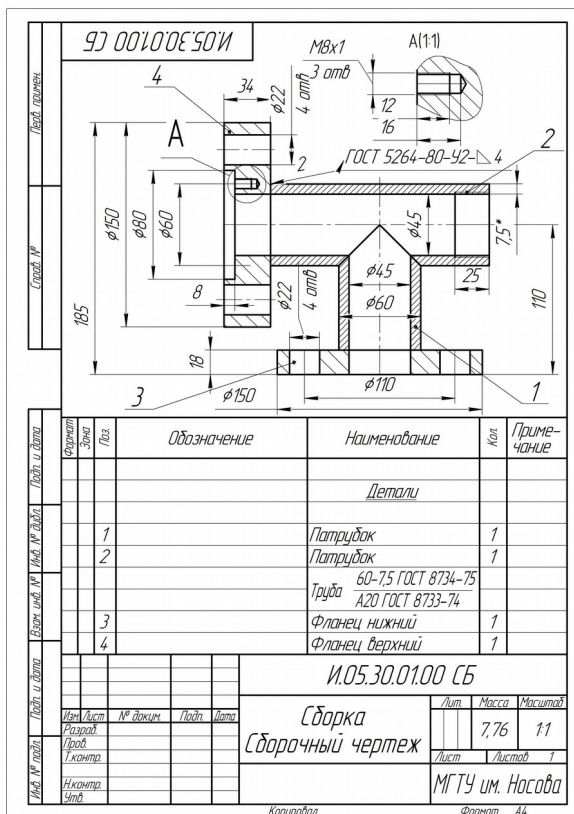 И.05.30.01.00 СБ
Перв. примен.
Справ. №
Подп. и дата
Инв. № дубл.
Взам. инв. №
Подп. и дата
Инв. № подл.
А(1:1)
М8х1
3 отв
12
16
34
4
⌀22
4 отв
А
2
ГОСТ 5264-80-У2-◺ 4
2
185
⌀150
⌀80
⌀60
⌀45
7,5*
25
110
8
⌀22
4 отв
⌀45
⌀60
18
3
⌀110
1
⌀150
Формат Зона Поз. Обозначение Наименование Кол. Приме-
чание
Детали
1 Патрубок 1
2 Патрубок 1
Труба 60-7,5 ГОСТ 8734-75
А20 ГОСТ 8733-74
3 Фланец нижний 1
4 Фланец верхний 1
И.05.30.01.00 СБ
Изм. Лист № докум. Подп. Дата
Разраб.
Пров.
Т.контр.
Н.контр.
Утв.
Сборка
Сборочный чертеж
Лит. Масса Масштаб
7,76 1:1
Лист Листов 1
МГТУ им. Носова
Копировал Формат А4